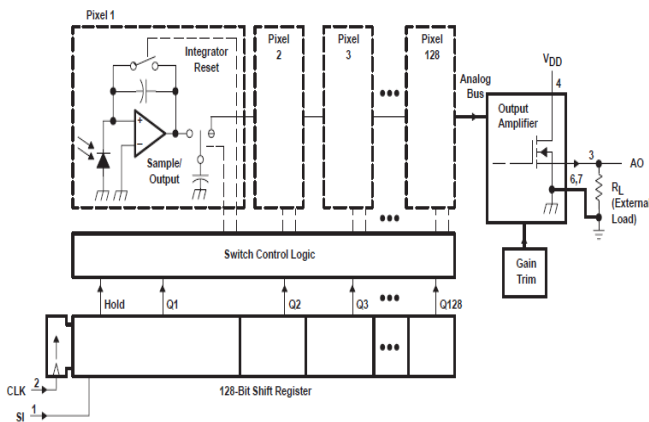 Pixel 1
Integrator
Reset
+
−
Sample/
Output
Pixel
2
Pixel
3
Pixel
128
Analog
Bus
VDD
4
Output
Amplifier
3
AO
6,7
RL
(External
Load)
Gain
Trim
Switch Control Logic
Hold
Q1
Q2
Q3
Q128
CLK
2
SI
1
128-Bit Shift Register